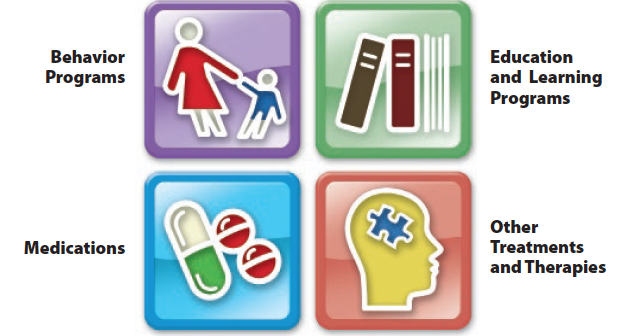 Behavior
Programs
Education
and Learning
Programs
Medications
Other
Treatments
and Therapies